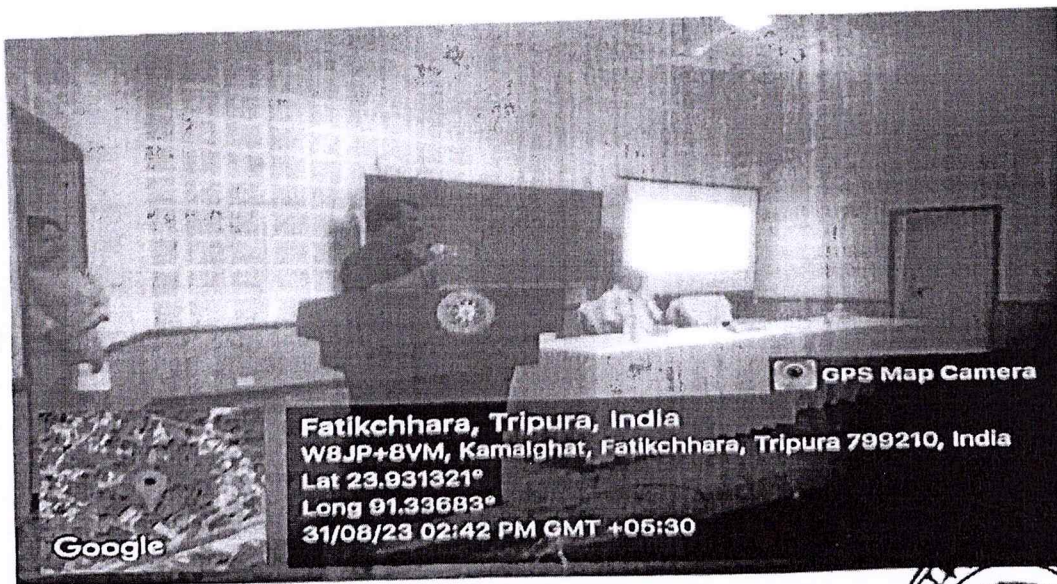 GPS Map Camera
Fatikchhara, Tripura, India
W8JP+8VM, Kamalghat, Fatikchhara, Tripura 799210, India
Lat 23.931321°
Long 91.33683°
31/08/23 02:42 PM GMT +05:30
Google